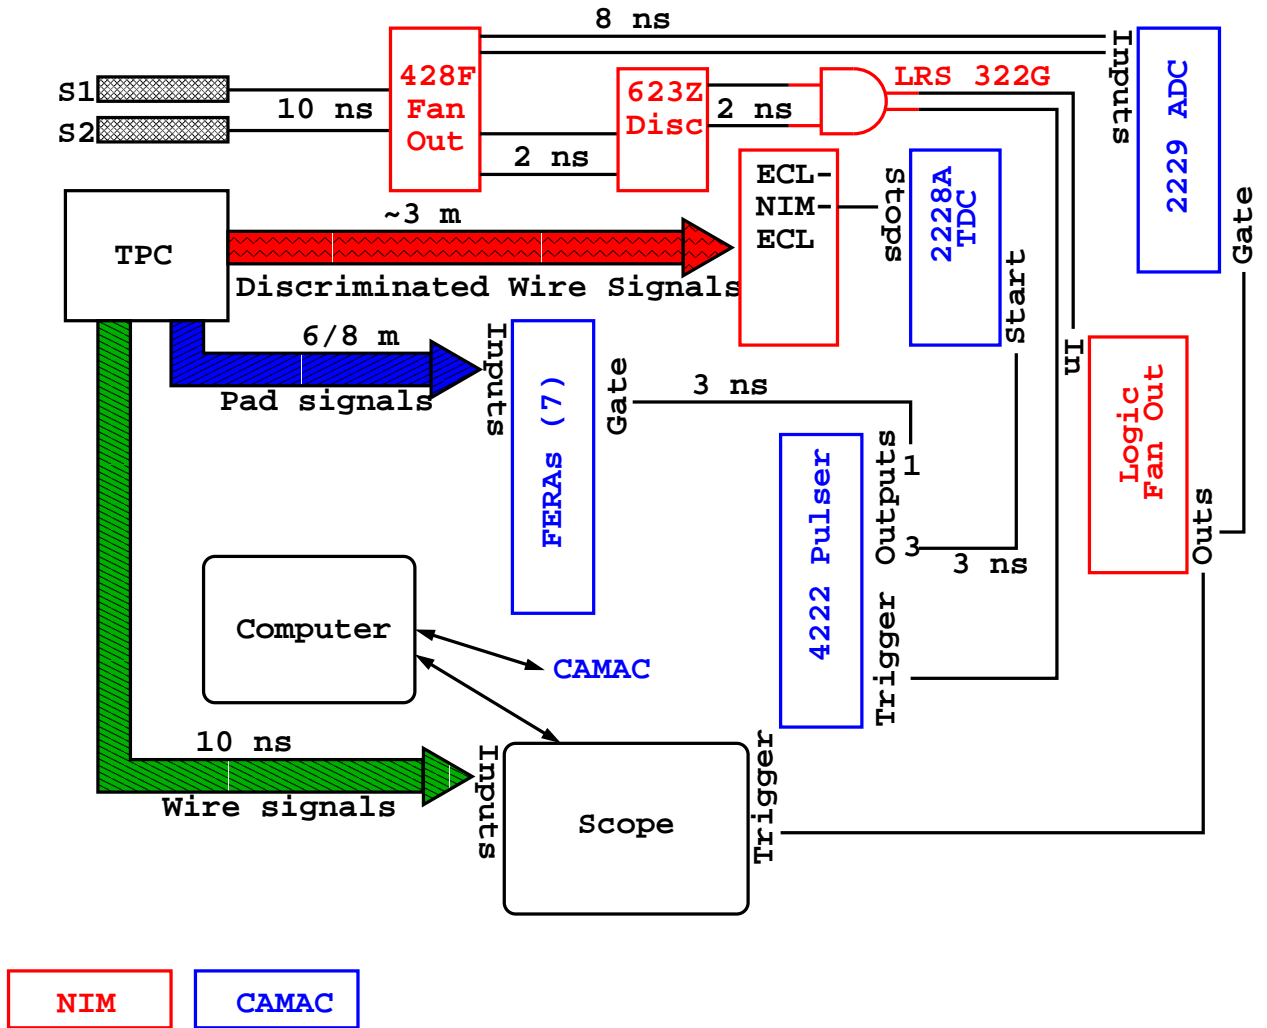 8 ns
S1
S2
10 ns
428F
Fan
Out
2 ns
623Z
Disc
2 ns
LRS 322G
Inputs
2229 ADC
Gate
TPC
~3 m
Discriminated Wire Signals
ECL-
NIM-
ECL
Stops
2228A
TDC
Start
6/8 m
Pad signals
Inputs
FERAs (7)
Gate
3 ns
4222 Pulser
Outputs
1
3
3 ns
Trigger
In
Logic
Fan Out
Outs
Computer
CAMAC
10 ns
Wire signals
Inputs
Scope
Trigger
NIM
CAMAC